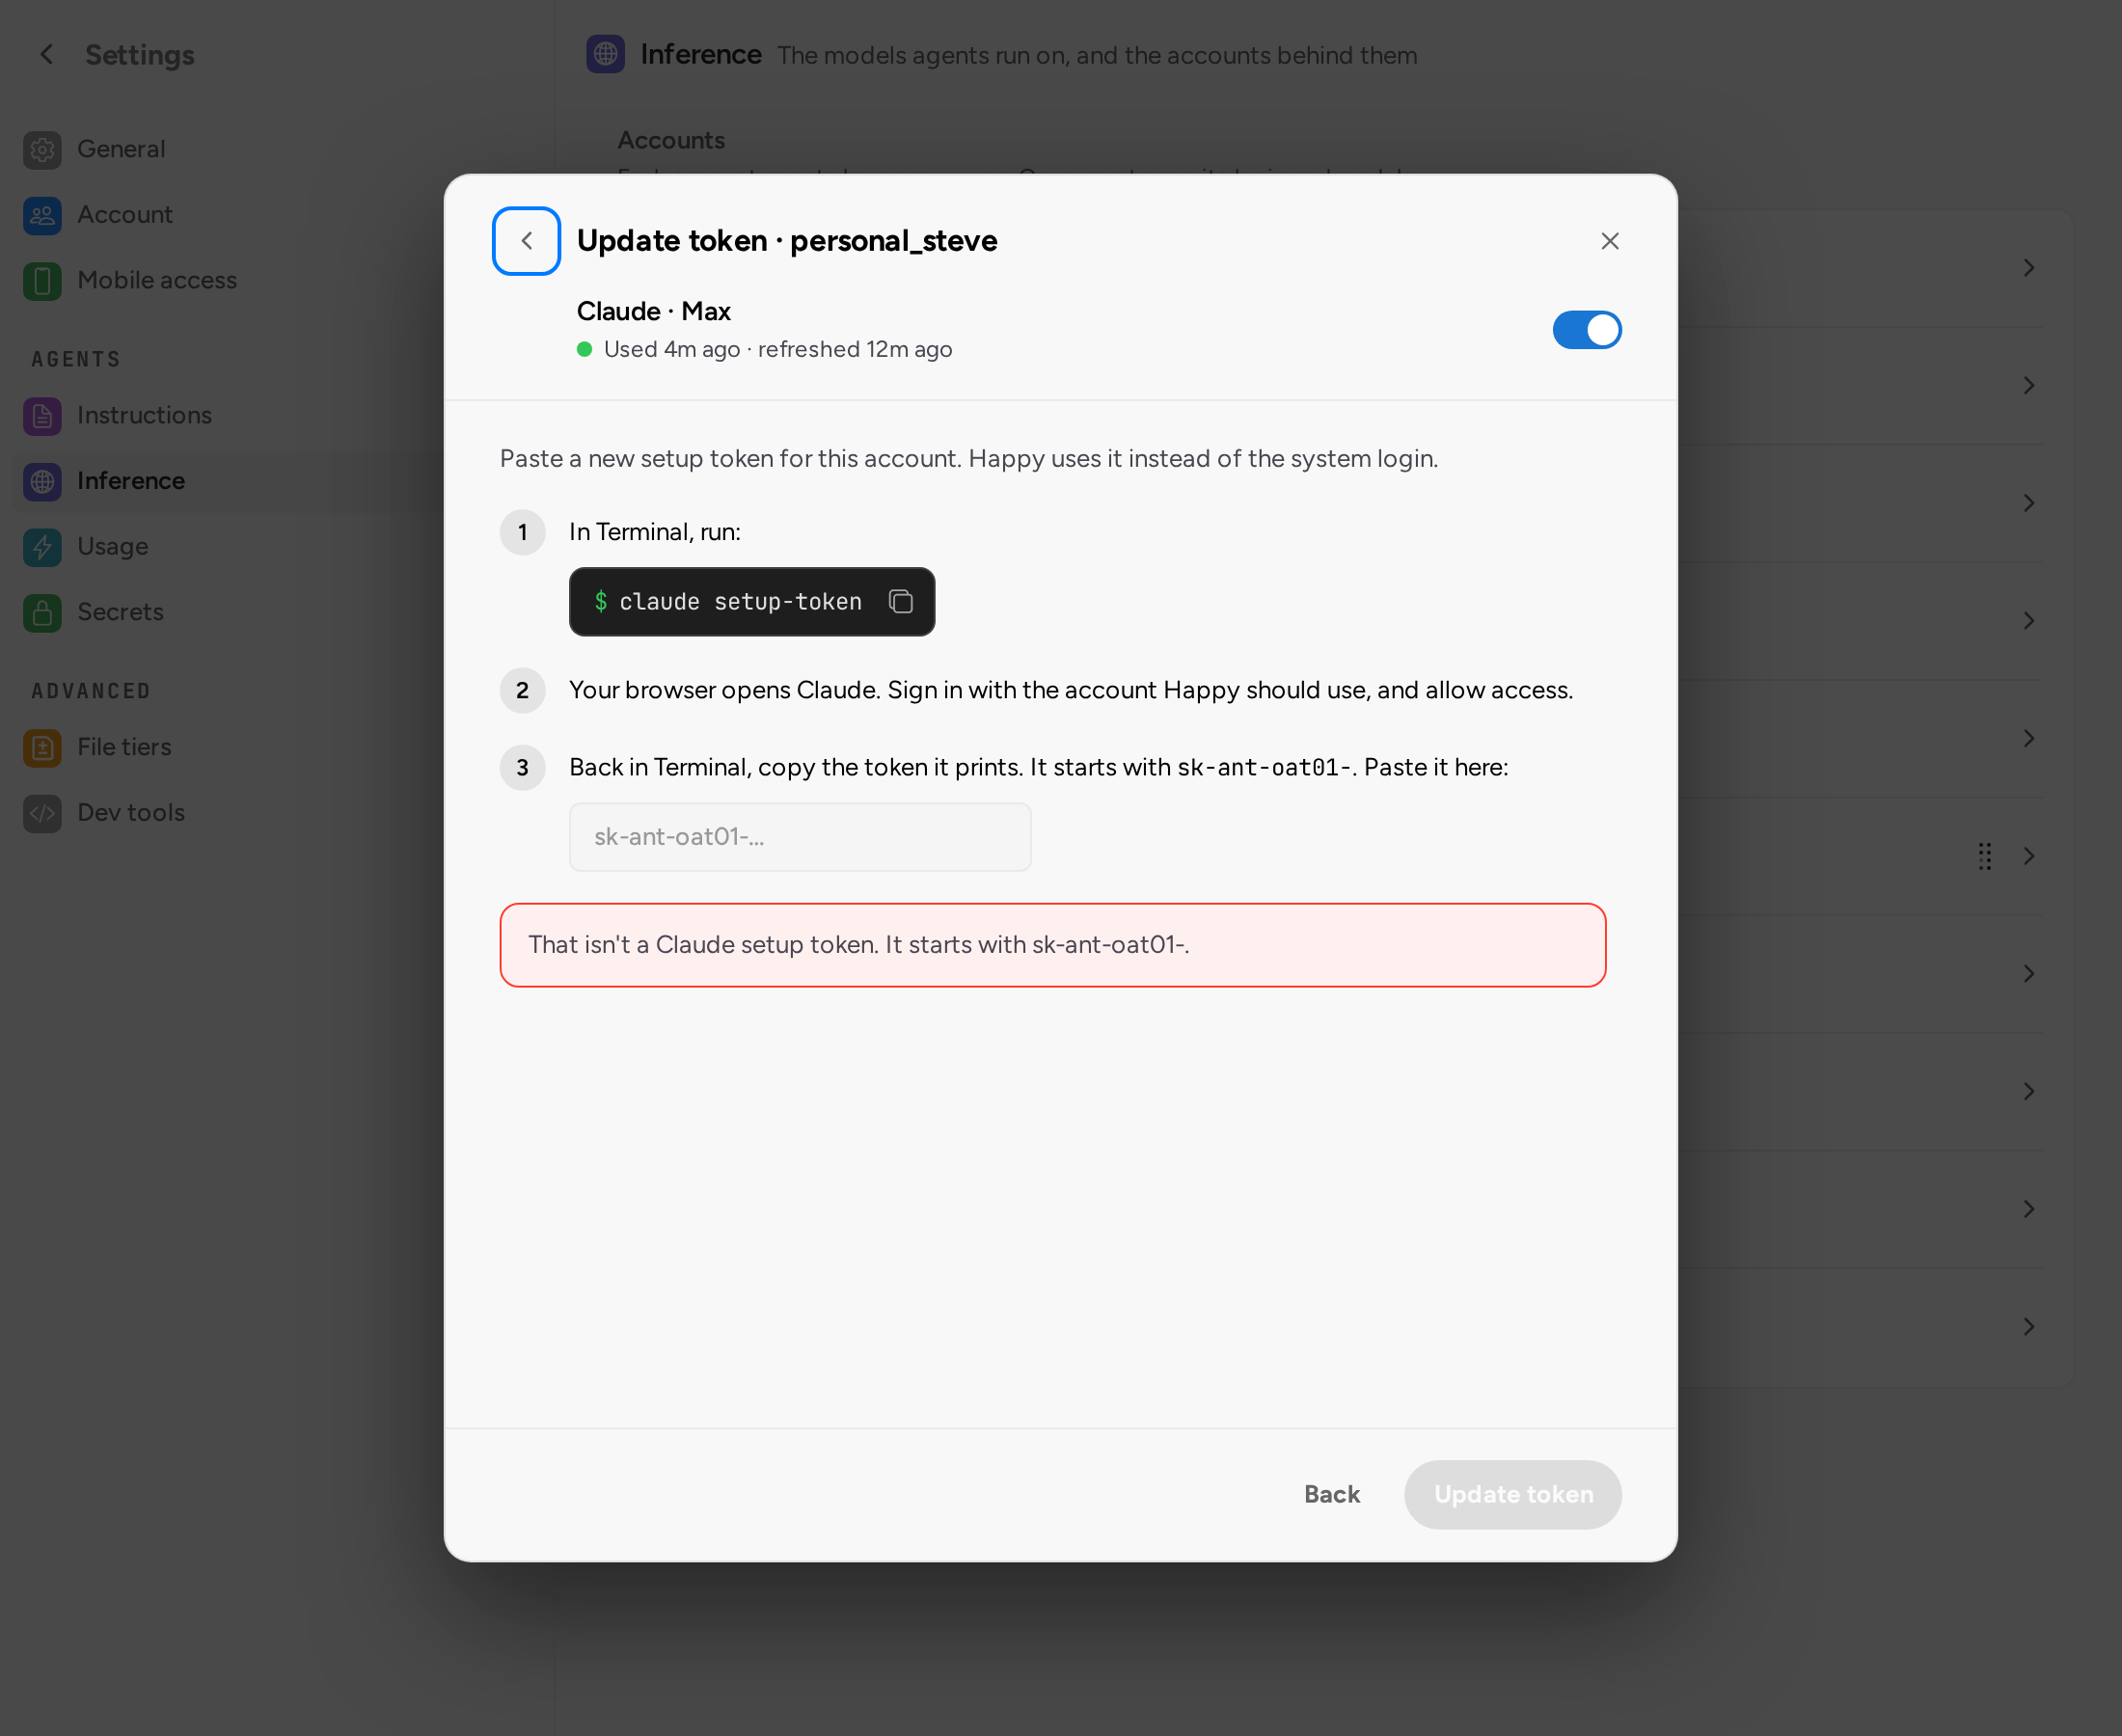 Settings
General
Account
Mobile access
AGENTS
Instructions
Inference
Usage
Secrets
ADVANCED
File tiers
Dev tools
Inference The models agents run on, and the accounts behind them
Accounts
Update token · personal_steve
Claude · Max
Used 4m ago · refreshed 12m ago
Paste a new setup token for this account. Happy uses it instead of the system login.
1 In Terminal, run:
$ claude setup-token
2 Your browser opens Claude. Sign in with the account Happy should use, and allow access.
3 Back in Terminal, copy the token it prints. It starts with sk-ant-oat01-. Paste it here:
sk-ant-oat01-...
That isn't a Claude setup token. It starts with sk-ant-oat01-.
Back
Update token